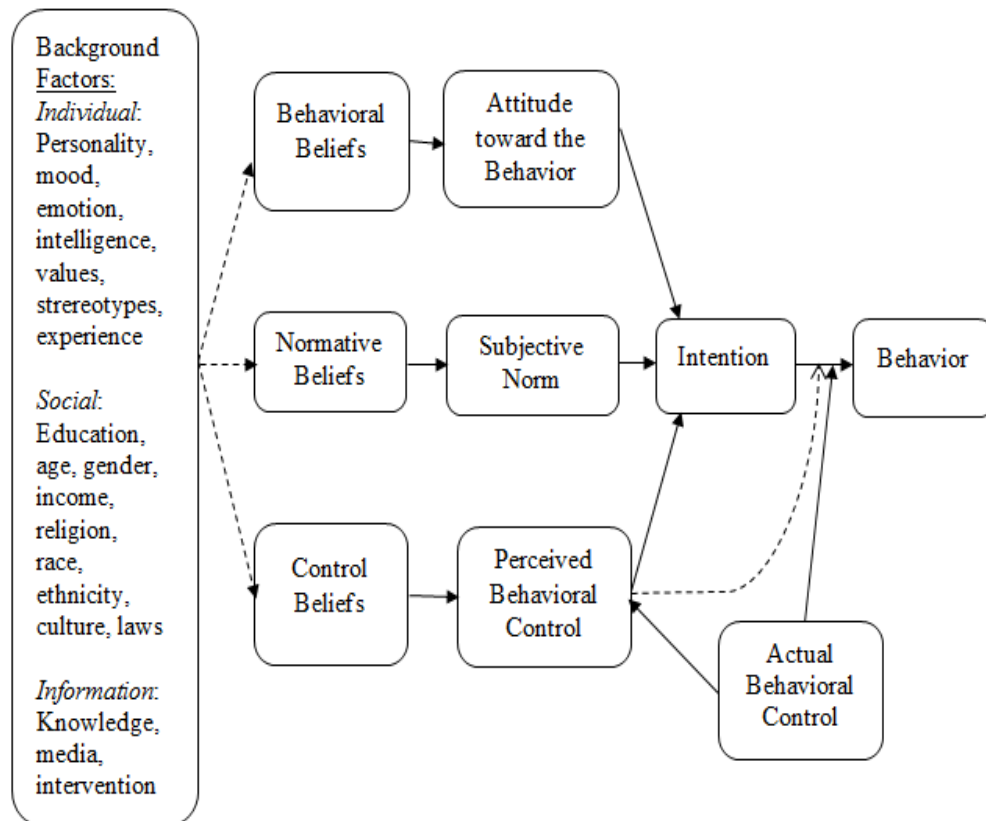 Background
Factors:
Individual:
Personality,
mood,
emotion,
intelligence,
values,
strereotypes,
experience
Social:
Education,
age, gender,
income,
religion,
race,
ethnicity,
culture, laws
Information:
Knowledge,
media,
intervention
Behavioral
Beliefs
Attitude
toward the
Behavior
Normative
Beliefs
Subjective
Norm
Intention
Behavior
Control
Beliefs
Perceived
Behavioral
Control
Actual
Behavioral
Control